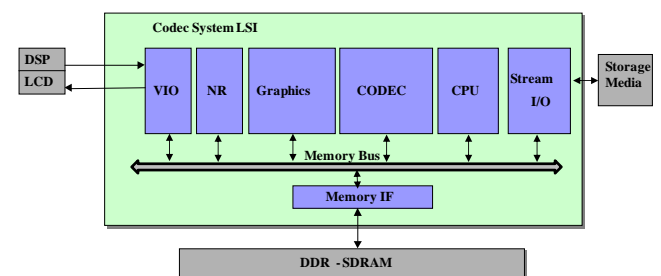 Codec System LSI
DSP
LCD
VIO
NR
Graphics
CODEC
CPU
Stream
I/O
Storage
Media
Memory Bus
Memory IF
DDR -SDRAM